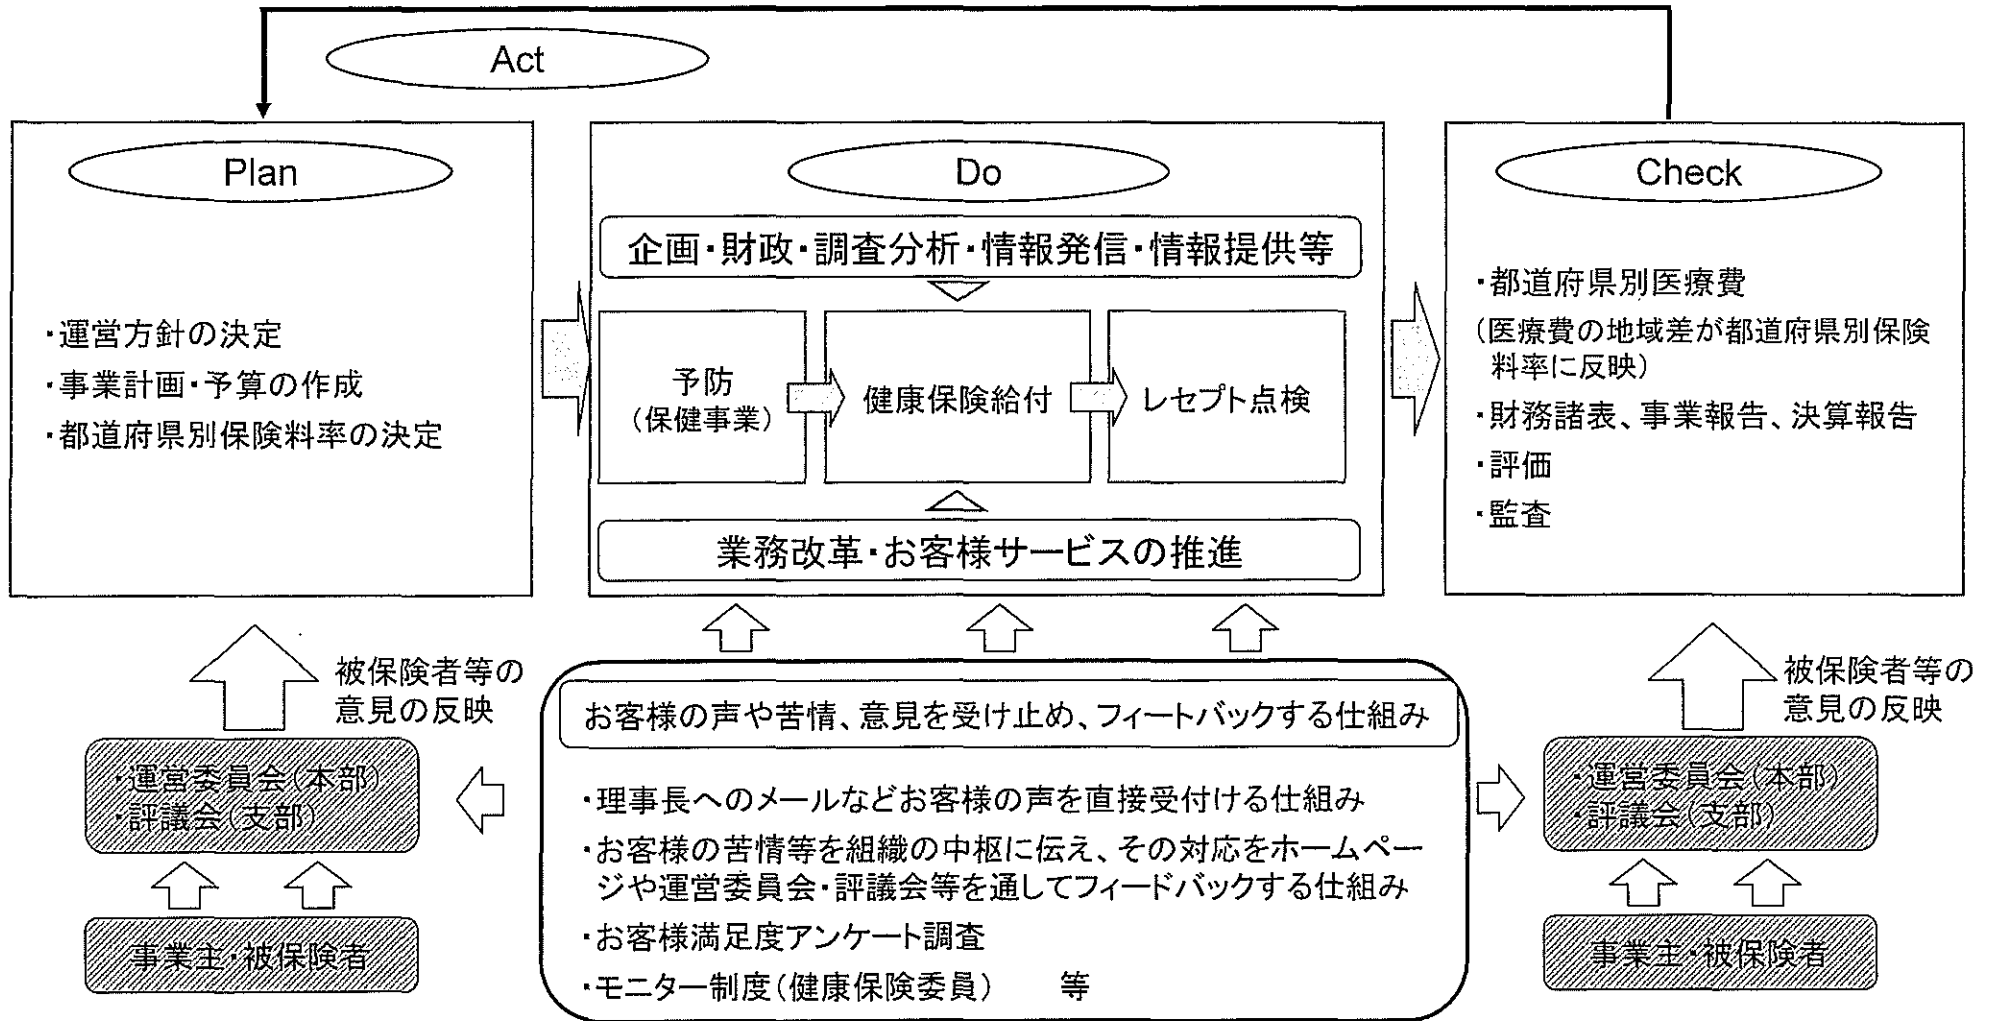 Act
Plan
・運営方針の決定
・事業計画・予算の作成
・都道府県別保険料率の決定
Do
企画・財政・調査分析・情報発信・情報提供等
予防
(保健事業)
健康保険給付
レセプト点検
業務改革・お客様サービスの推進
Check
・都道府県別医療費
(医療費の地域差が都道府県別保険
料率に反映)
・財務諸表、事業報告、決算報告
・評価
・監査
被保険者等の
意見の反映
・運営委員会(本部)
・評議会(支部)
事業主・被保険者
お客様の声や苦情、意見を受け止め、フィートバックする仕組み
・理事長へのメールなどお客様の声を直接受付ける仕組み
・お客様の苦情等を組織の中枢に伝え、その対応をホームペー
ジや運営委員会・評議会等を通してフィードバックする仕組み
・お客様満足度アンケート調査
・モニター制度(健康保険委員)　　等
被保険者等の
意見の反映
・運営委員会(本部)
・評議会(支部)
事業主・被保険者